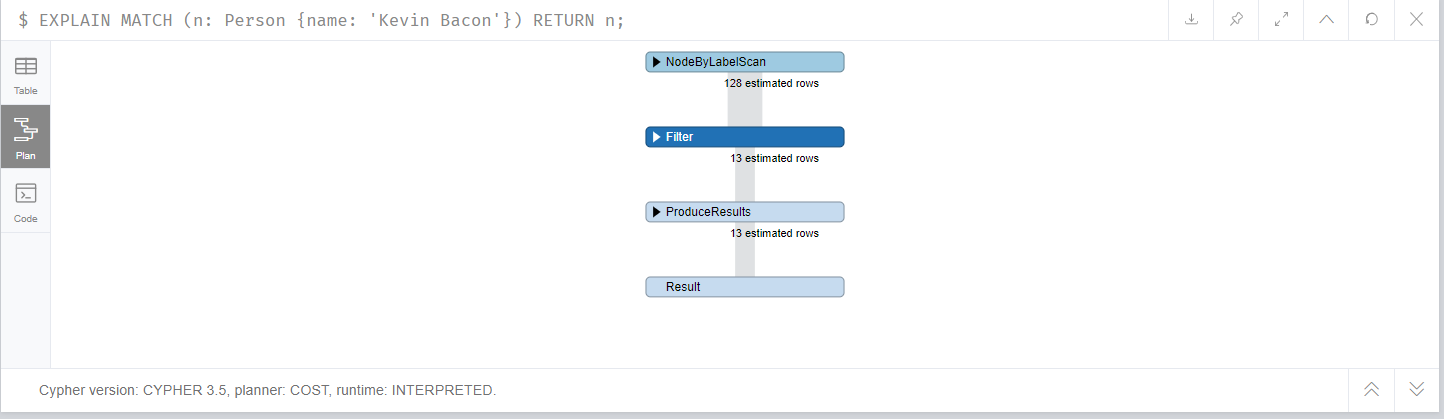 $ EXPLAIN MATCH (n: Person {name: 'Kevin Bacon'}) RETURN n;
Table
Plan
Code
NodeByLabelScan
128 estimated rows
Filter
13 estimated rows
ProduceResults
13 estimated rows
Result
Cypher version: CYPHER 3.5, planner: COST, runtime: INTERPRETED.